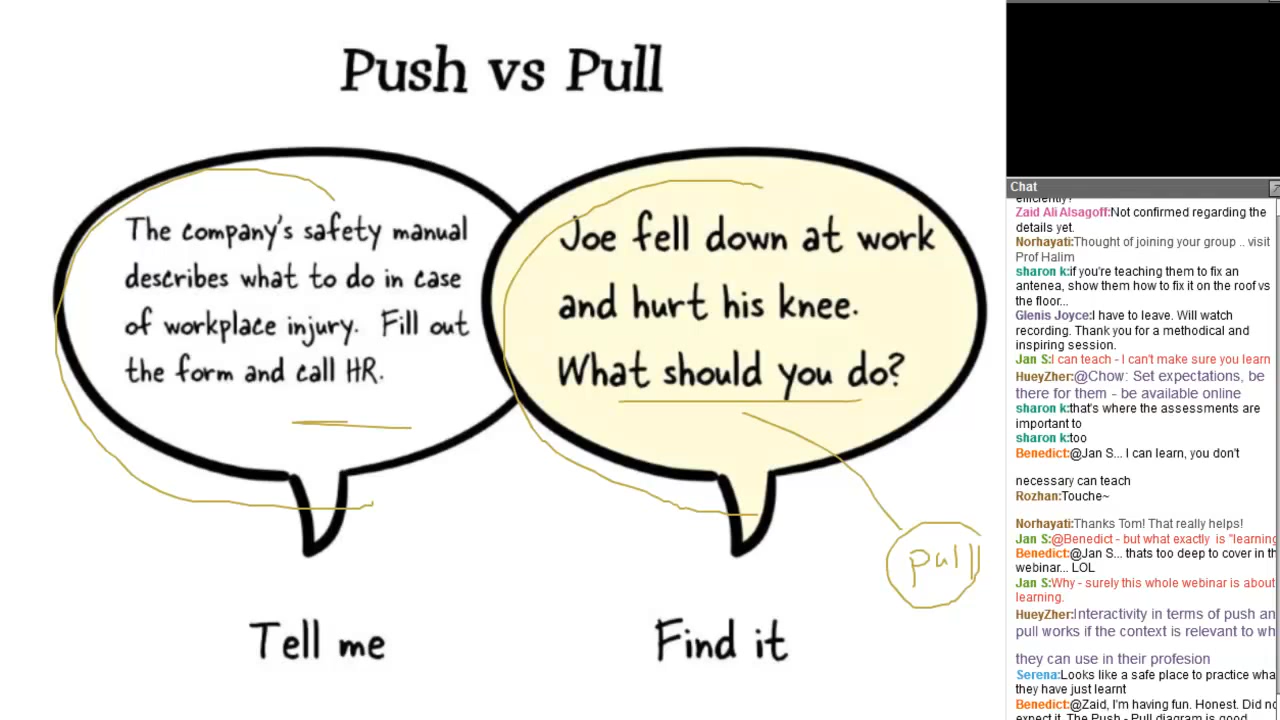 Push vs Pull
The company's safety manual
describes what to do in case
of workplace injury. Fill out
the form and call HR.
Joe fell down at work
and hurt his knee.
What should you do?
pull
Tell me
Find it
Chat
efficiently?
Zaid Ali Alsagoff:Not confirmed regarding the
details yet.
Norhayati:Thought of joining your group .. visit
Prof Halim
sharon k:if you're teaching them to fix an
antenea, show them how to fix it on the roof vs
the floor...
Glenis Joyce:I have to leave. Will watch
recording. Thank you for a methodical and
inspiring session.
Jan S:I can teach - I can't make sure you learn
HueyZher:@Chow: Set expectations, be
there for them - be available online
sharon k:that's where the assessments are
important to
sharon k:too
Benedict:@Jan S... I can learn, you don't
necessary can teach
Rozhan:Touche~
Norhayati:Thanks Tom! That really helps!
Jan S:@Benedict - but what exactly is "learning
Benedict:@Jan S... thats too deep to cover in th
webinar... LOL
Jan S:Why - surely this whole webinar is about
learning.
HueyZher:Interactivity in terms of push an
pull works if the context is relevant to wh
they can use in their profesion
Serena:Looks like a safe place to practice wha
they have just learnt
Benedict:@Zaid, I'm having fun. Honest. Did no
expect it. The Push - Pull diagram is good